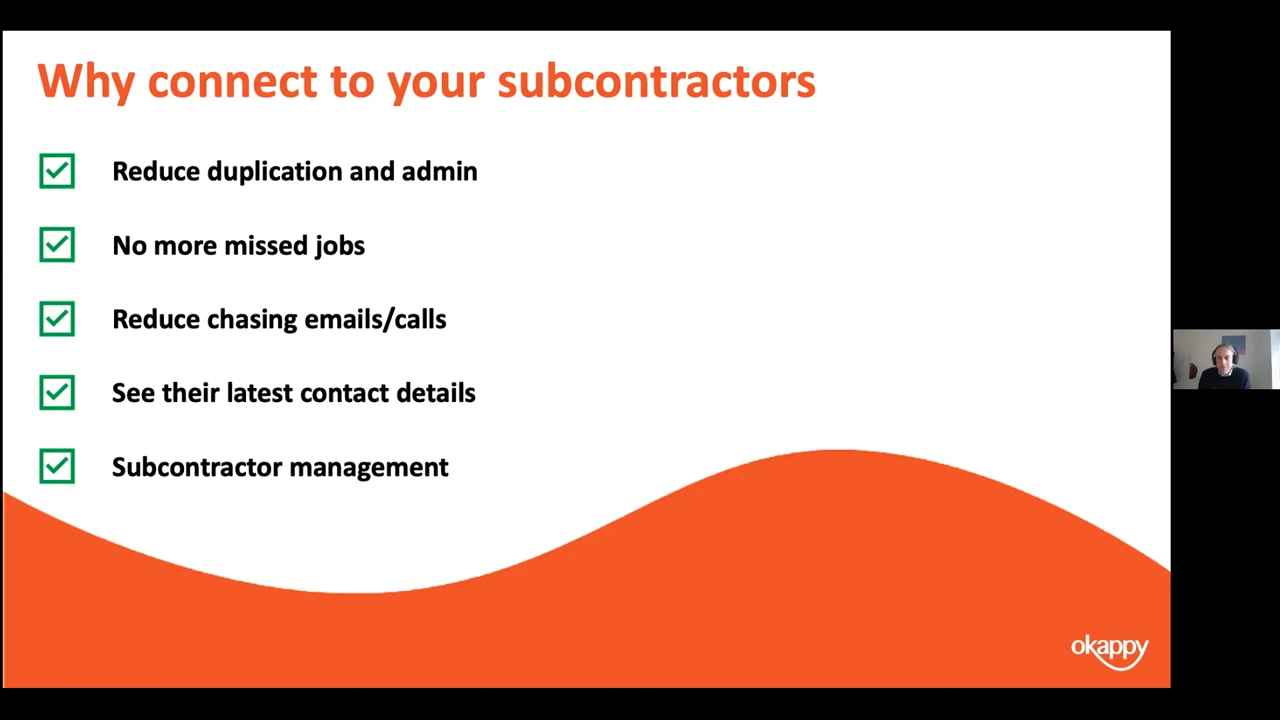 Why connect to your subcontractors
Reduce duplication and admin
No more missed jobs
Reduce chasing emails/calls
See their latest contact details
Subcontractor management
okappy